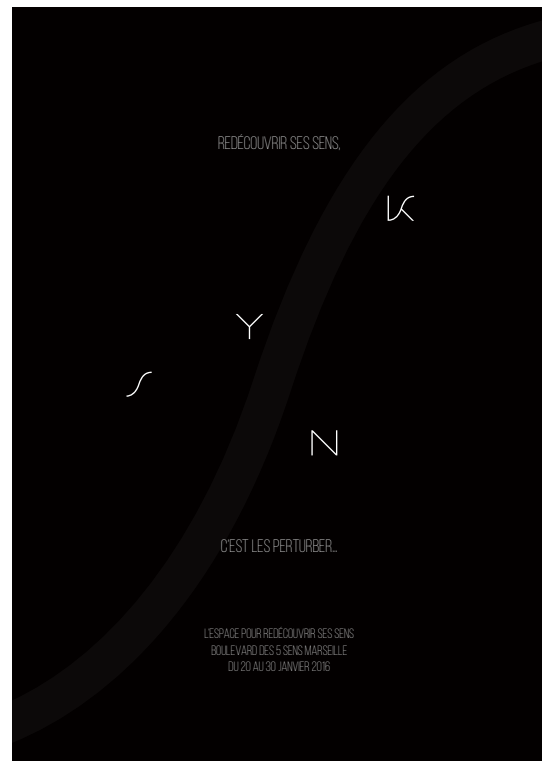 REDÉCOUVRIR SES SENS,
K
Y
S
N
C'EST LES PERTURBER...
L'ESPACE POUR REDÉCOUVRIR SES SENS
BOULEVARD DES 5 SENS MARSEILLE
DU 20 AU 30 JANVIER 2016